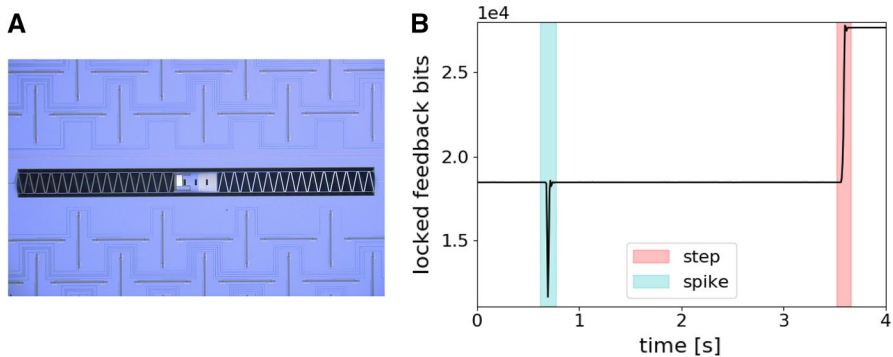 A
B
1e4
locked feedback bits
2.5
2.0
1.5
step
spike
0
1
2
3
4
time [s]